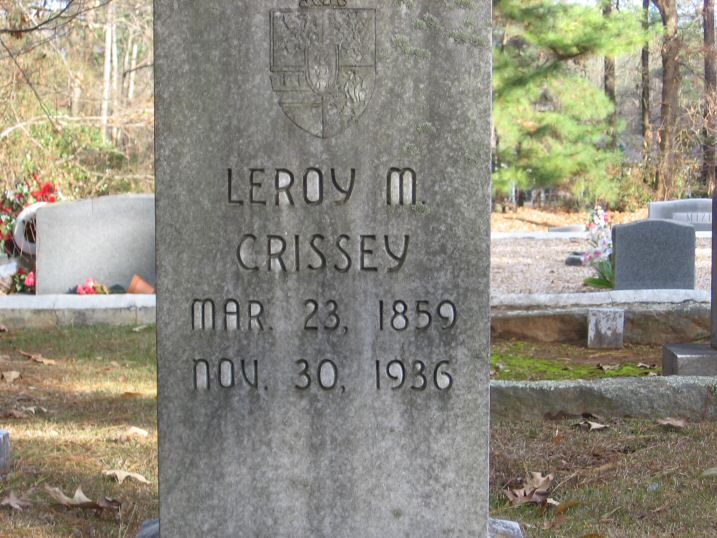 LEROY M.
CRISSEY
MAR. 23, 1859
NOV. 30, 1936